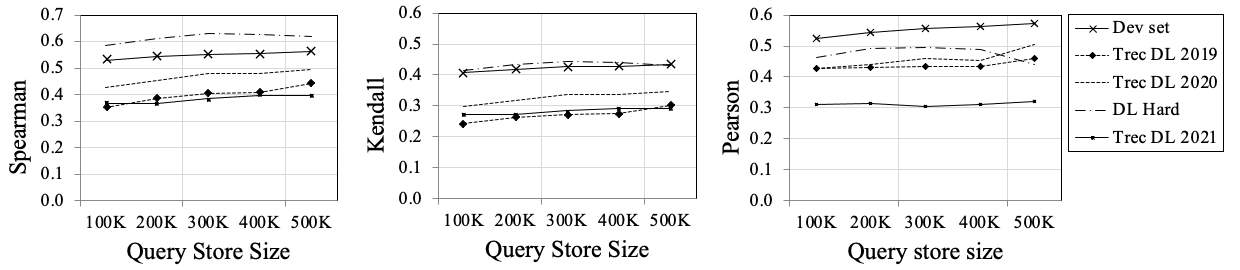 Spearman
0.7
0.6
0.5
0.4
0.3
0.2
0.1
0.0
100K 200K 300K 400K 500K
Query Store Size
Kendall
0.6
0.5
0.4
0.3
0.2
0.1
0.0
100K 200K 300K 400K 500K
Query Store Size
Pearson
0.6
0.5
0.4
0.3
0.2
0.1
0.0
100K 200K 300K 400K 500K
Query store size
Dev set
Trec DL 2019
Trec DL 2020
DL Hard
Trec DL 2021